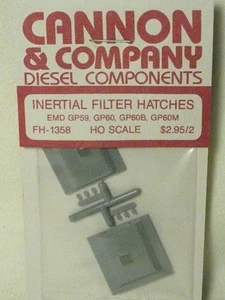 CANNON
& COMPANY
DIESEL COMPONENTS
INERTIAL FILTER HATCHES
EMD GP59, GP60, GP60B, GP60M
FH-1358 HO SCALE $2.95/2